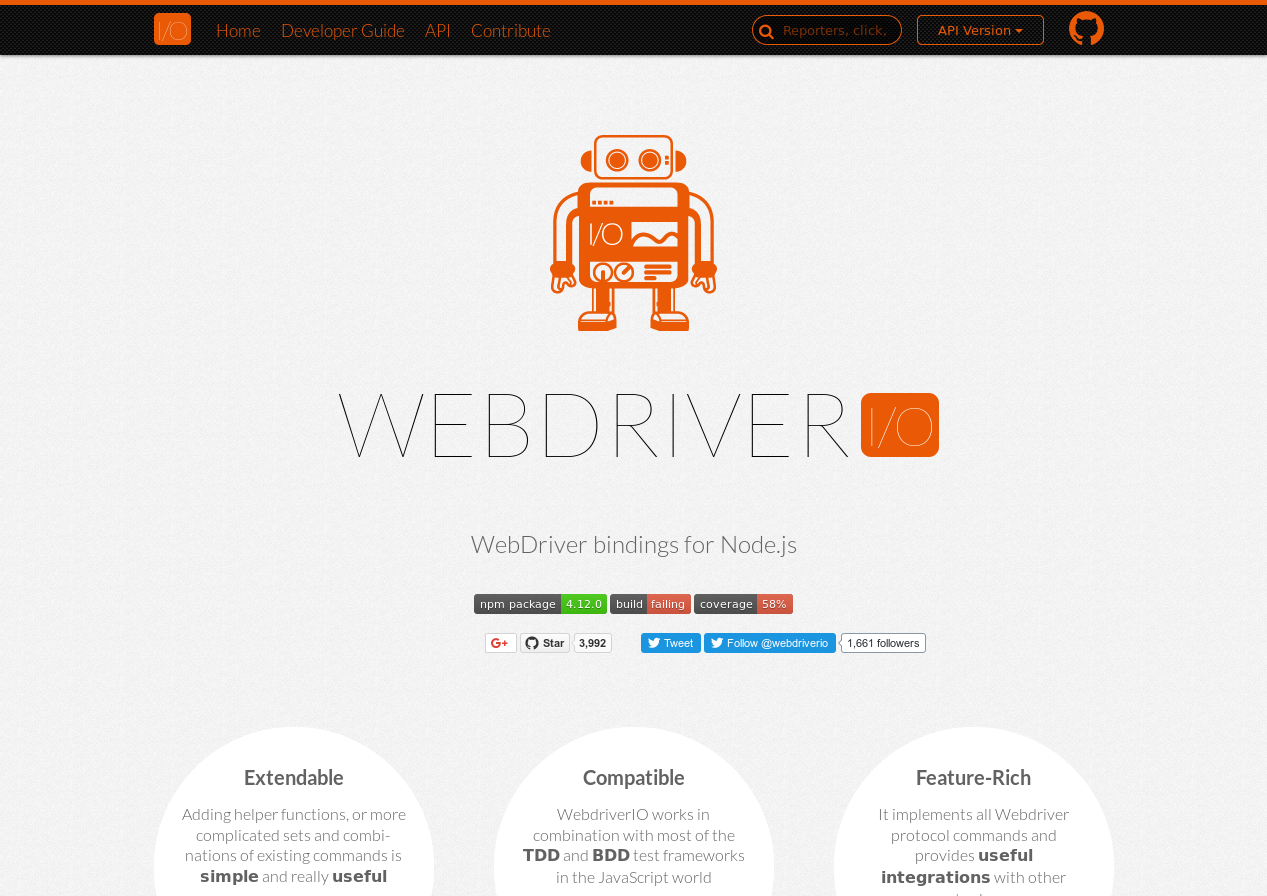 I/O Home Developer Guide API Contribute Reporters, click, API Version
I/O
WEBDRIVER I/O
WebDriver bindings for Node.js
npm package 4.12.0 build failing coverage 58%
G+ Star 3,992 Tweet Follow @webdriverio 1,661 followers
Extendable
Adding helper functions, or more
complicated sets and combi-
nations of existing commands is
simple and really useful
Compatible
WebdriverIO works in
combination with most of the
TDD and BDD test frameworks
in the JavaScript world
Feature-Rich
It implements all Webdriver
protocol commands and
provides useful
integrations with other